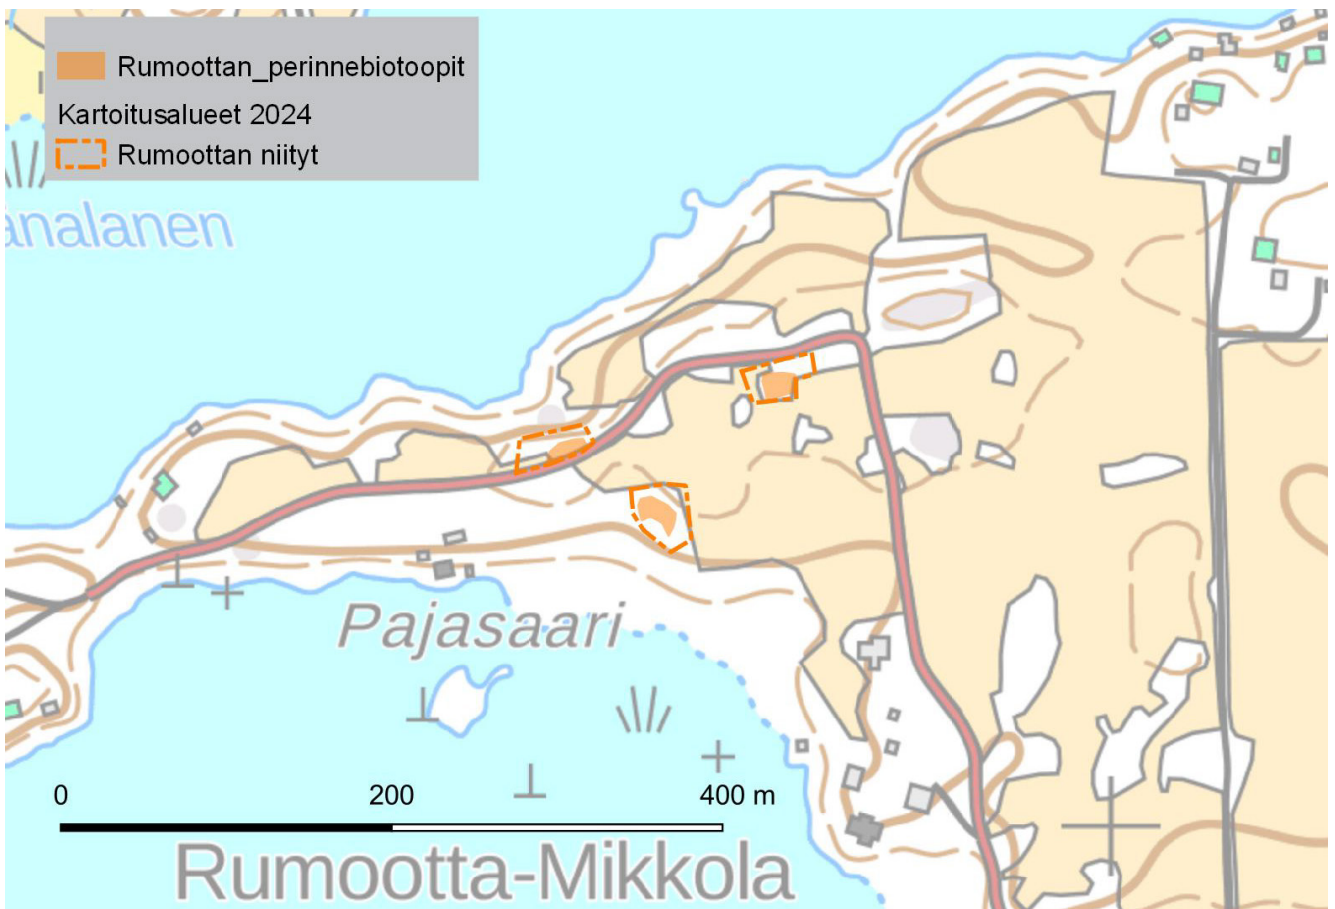 Rumoottan_perinnebiotoopit
Kartoitusalueet 2024
Rumoottan niityt
analanen
Pajasaari
0 200 400 m
Rumootta-Mikkola